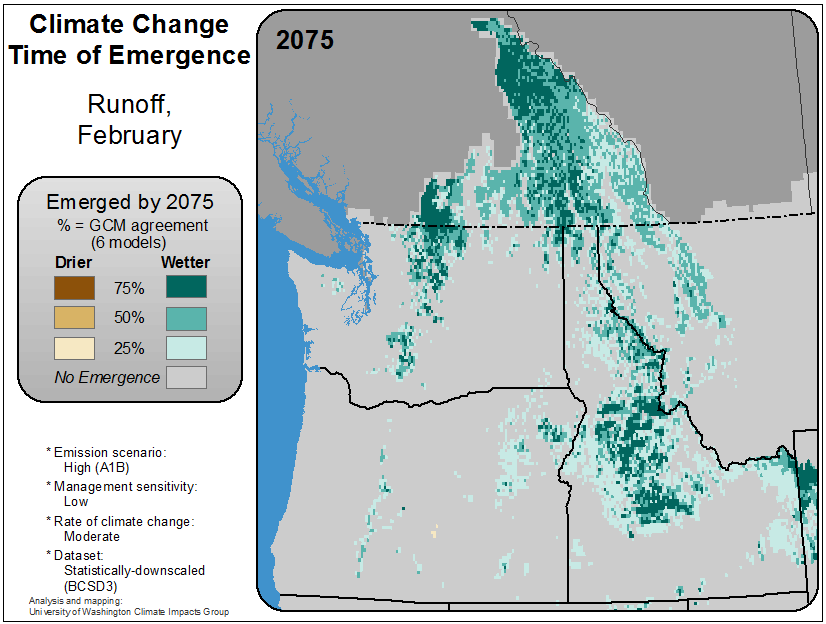 Climate Change
Time of Emergence
Runoff,
February
2075
Emerged by 2075
% = GCM agreement
(6 models)
Drier Wetter
75%
50%
25%
No Emergence
* Emission scenario:
High (A1B)
* Management sensitivity:
Low
* Rate of climate change:
Moderate
* Dataset:
Statistically-downscaled
(BCSD3)
Analysis and mapping:
University of Washington Climate Impacts Group